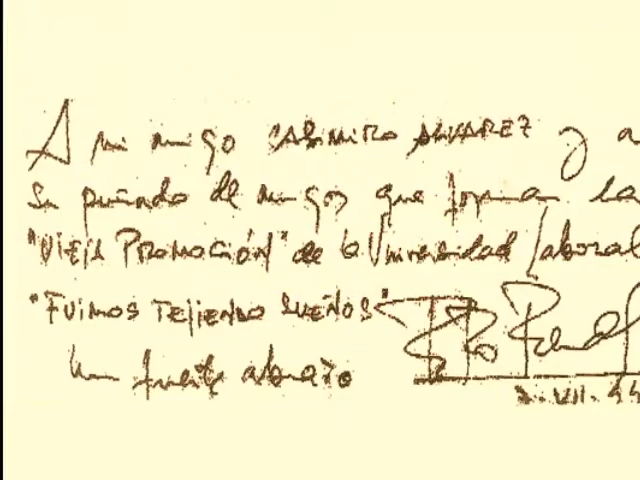 A mi amigo CASIMIRO ALVAREZ y a
su puñado de amigos que forman la
"VIEJA PROMOCIÓN" de la Universidad Laboral
"FUIMOS TEJIENDO SUEÑOS"
Un fuerte abrazo
VII